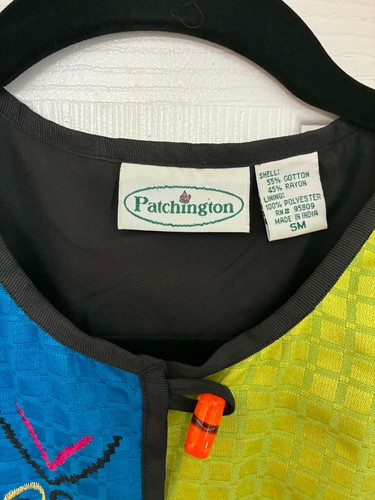 Patchington
SHELL:
55% COTTON
45% RAYON
LINING:
100% POLYESTER
RN# 95809
MADE IN INDIA
SM